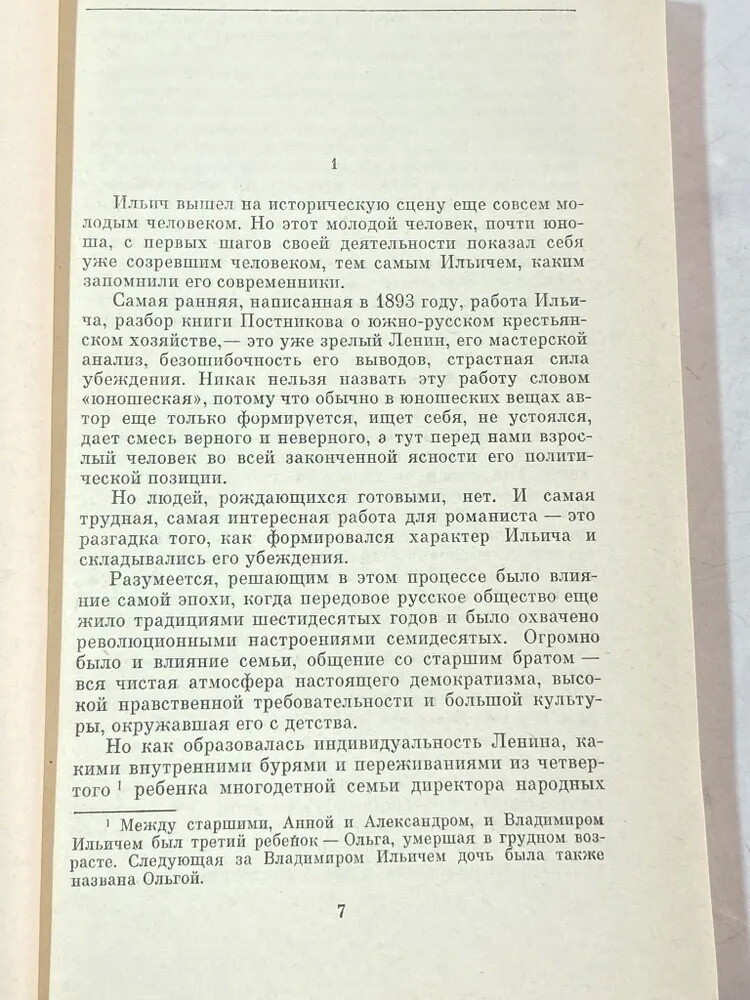 1
Ильич вышел на историческую сцену еще совсем мо-
лодым человеком. Но этот молодой человек, почти юно-
ша, с первых шагов своей деятельности показал себя
уже созревшим человеком, тем самым Ильичем, каким
запомнили его современники.
Самая ранняя, написанная в 1893 году, работа Ильи-
ча, разбор книги Постникова о южно-русском крестьян-
ском хозяйстве,— это уже зрелый Ленин, его мастерской
анализ, безошибочность его выводов, страстная сила
убеждения. Никак нельзя назвать эту работу словом
«юношеская», потому что обычно в юношеских вещах ав-
тор еще только формируется, ищет себя, не устоялся,
дает смесь верного и неверного, а тут перед нами взрос-
лый человек во всей законченной ясности его полити-
ческой позиции.
Но людей, рождающихся готовыми, нет. И самая
трудная, самая интересная работа для романиста — это
разгадка того, как формировался характер Ильича и
складывались его убеждения.
Разумеется, решающим в этом процессе было влия-
ние самой эпохи, когда передовое русское общество еще
жило традициями шестидесятых годов и было охвачено
революционными настроениями семидесятых. Огромно
было и влияние семьи, общение со старшим братом —
вся чистая атмосфера настоящего демократизма, высо-
кой нравственной требовательности и большой культу-
ры, окружавшая его с детства.
Но как образовалась индивидуальность Ленина, ка-
кими внутренними бурями и переживаниями из четвер-
того ¹ ребенка многодетной семьи директора народных
¹ Между старшими, Анной и Александром, и Владимиром
Ильичем был третий ребенок — Ольга, умершая в грудном воз-
расте. Следующая за Владимиром Ильичем дочь была также
названа Ольгой.
7